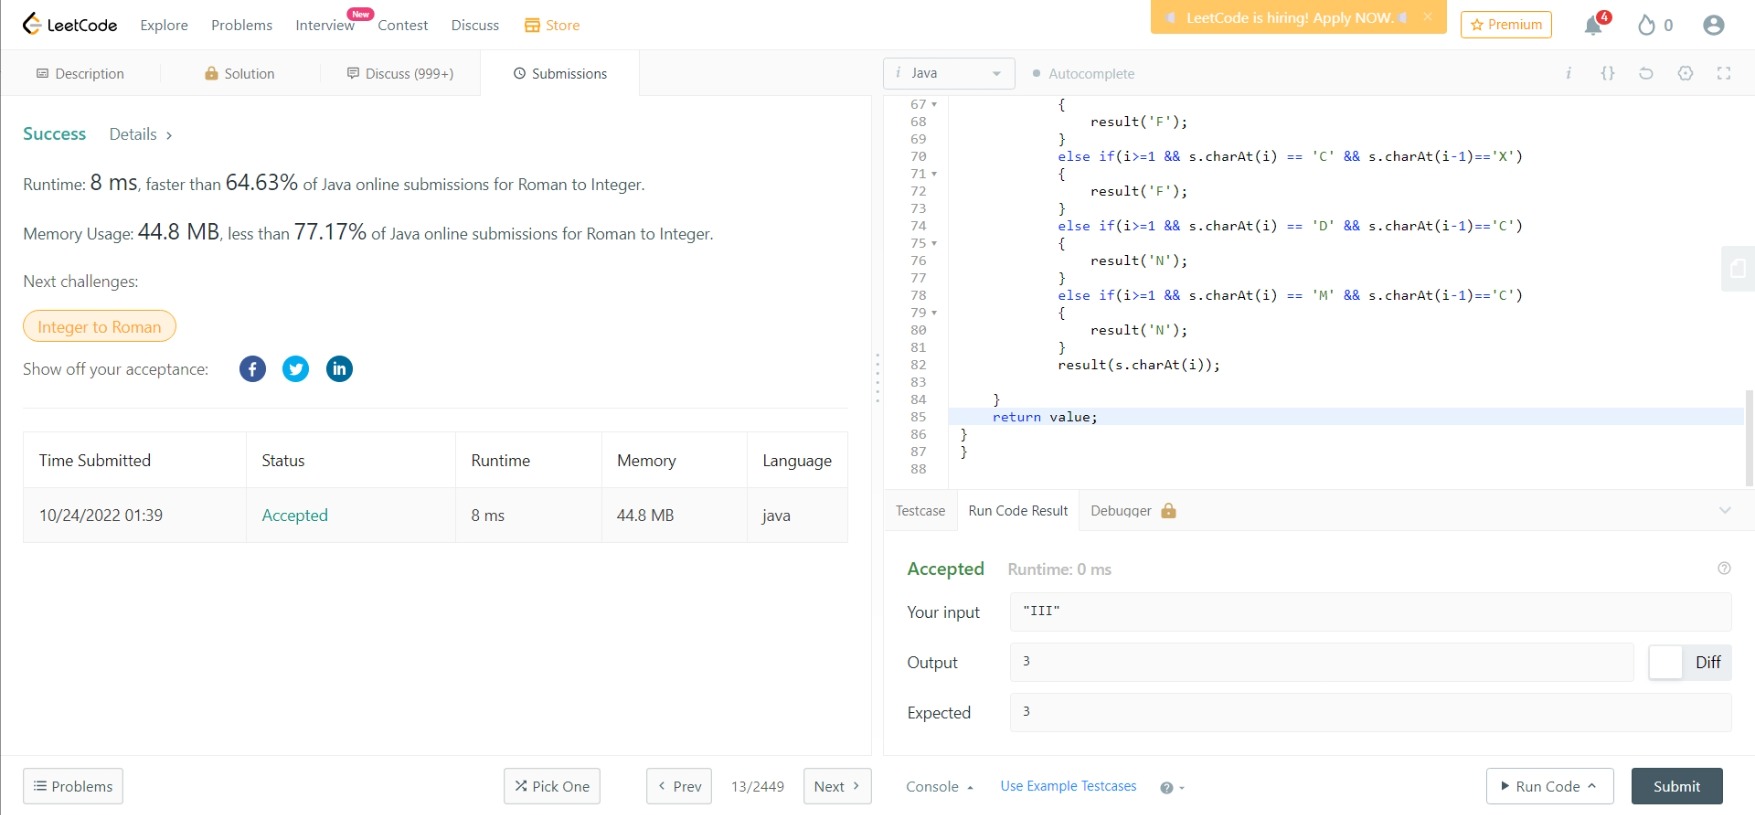 LeetCode
Explore
Problems
Interview
New
Contest
Discuss
Store
LeetCode is hiring! Apply NOW.
Premium
4
0
Description
Solution
Discuss (999+)
Submissions
i Java
Autocomplete
Success
Details
Runtime: 8 ms, faster than 64.63% of Java online submissions for Roman to Integer.
Memory Usage: 44.8 MB, less than 77.17% of Java online submissions for Roman to Integer.
Next challenges:
Integer to Roman
Show off your acceptance:
Time Submitted Status Runtime Memory Language
10/24/2022 01:39 Accepted 8 ms 44.8 MB java
67 {
68 result('F');
69 }
70 else if(i>=1 && s.charAt(i) == 'C' && s.charAt(i-1)=='X')
71 {
72 result('F');
73 }
74 else if(i>=1 && s.charAt(i) == 'D' && s.charAt(i-1)=='C')
75 {
76 result('N');
77 }
78 else if(i>=1 && s.charAt(i) == 'M' && s.charAt(i-1)=='C')
79 {
80 result('N');
81 }
82 result(s.charAt(i));
83
84 }
85 return value;
86 }
87 }
88
Testcase
Run Code Result
Debugger
Accepted Runtime: 0 ms
Your input "III"
Output 3 Diff
Expected 3
Problems
Pick One
Prev
13/2449
Next
Console
Use Example Testcases
Run Code
Submit